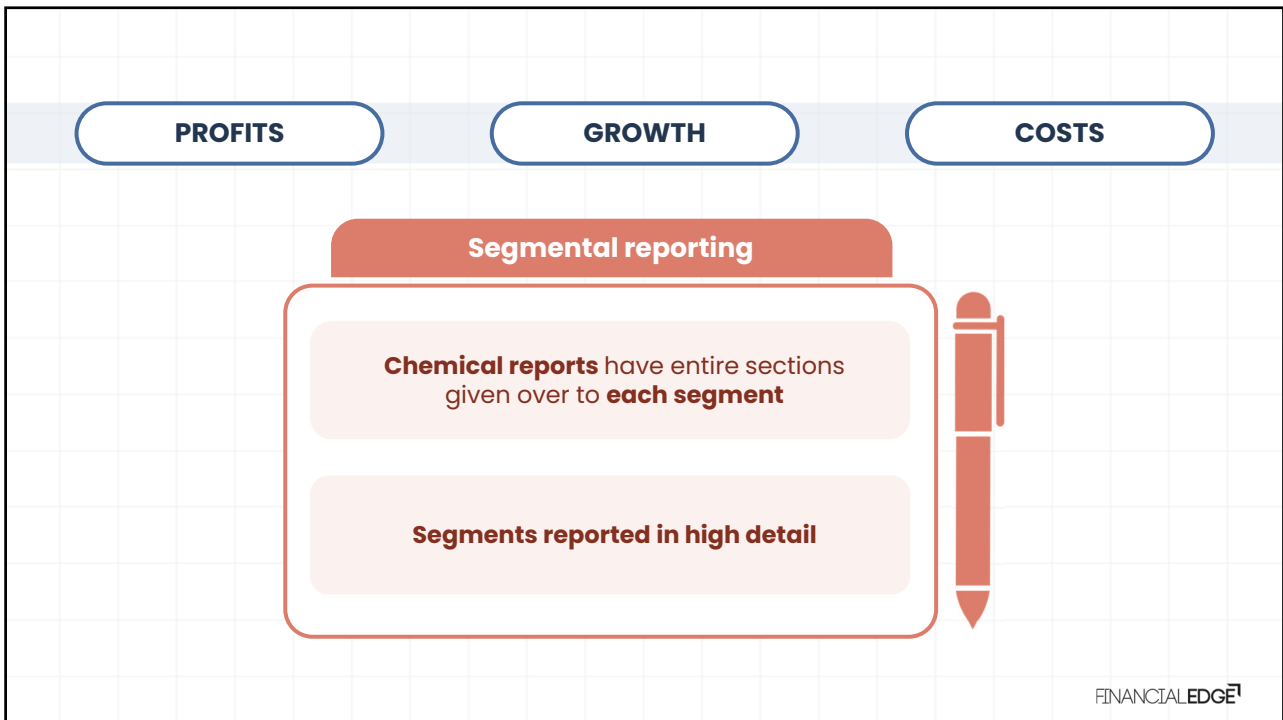 PROFITS
GROWTH
COSTS
Segmental reporting
Chemical reports have entire sections
given over to each segment
Segments reported in high detail
FINANCIALEDGE